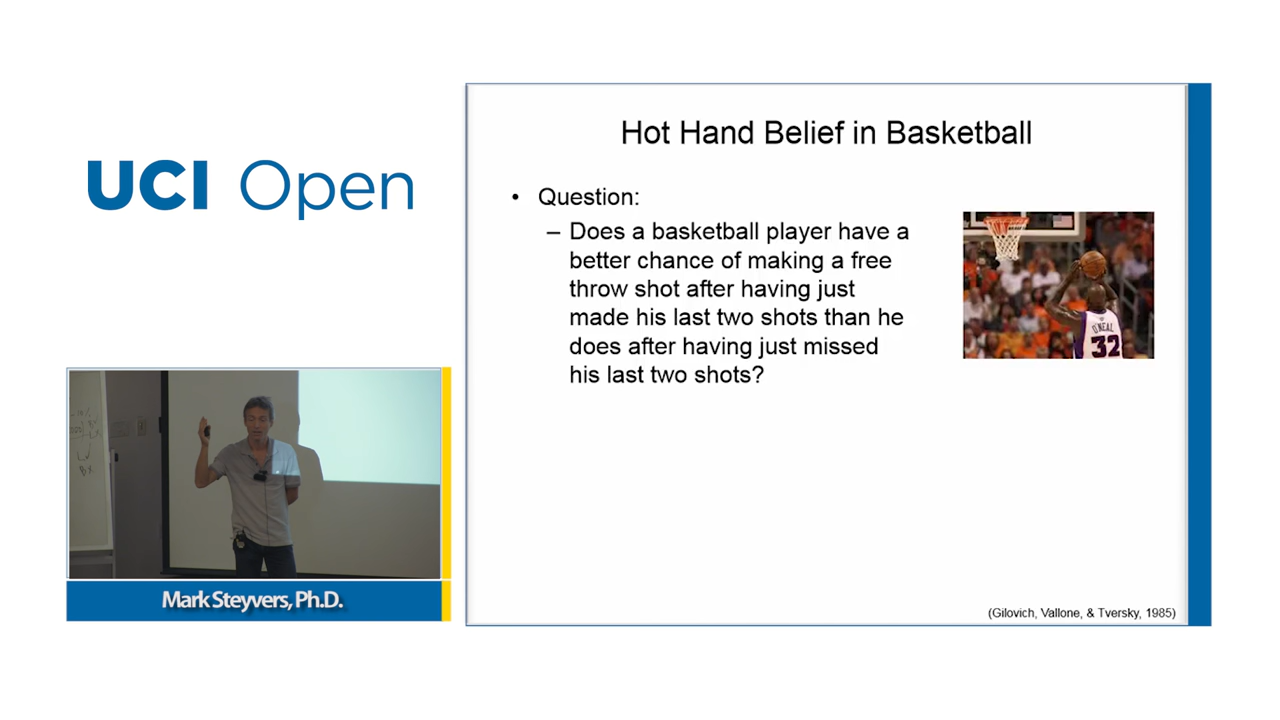 UCI Open
Hot Hand Belief in Basketball
• Question:
– Does a basketball player have a
better chance of making a free
throw shot after having just
made his last two shots than he
does after having just missed
his last two shots?
O'NEAL
32
Mark Steyvers, Ph.D.
(Gilovich, Vallone, & Tversky, 1985)